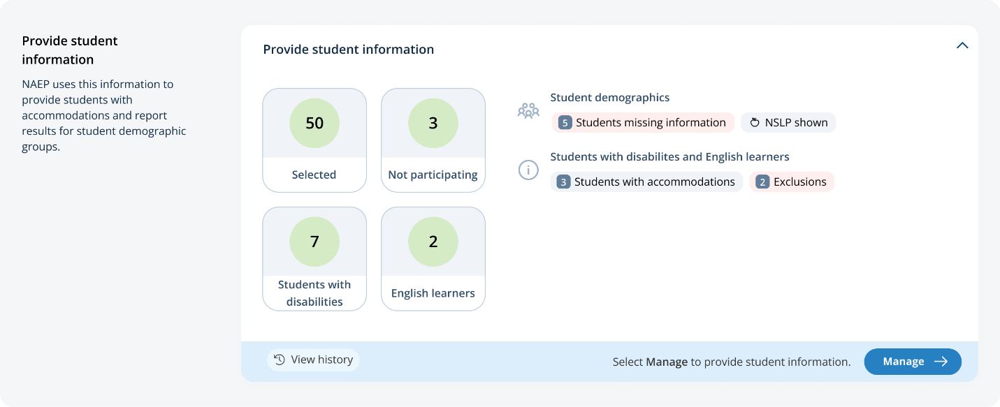 Provide student
information
NAEP uses this information to
provide students with
accommodations and report
results for student demographic
groups.
Provide student information
50
Selected
3
Not participating
7
Students with
disabilities
2
English learners
Student demographics
5 Students missing information
NSLP shown
Students with disabilites and English learners
3 Students with accommodations
2 Exclusions
View history
Select Manage to provide student information.
Manage